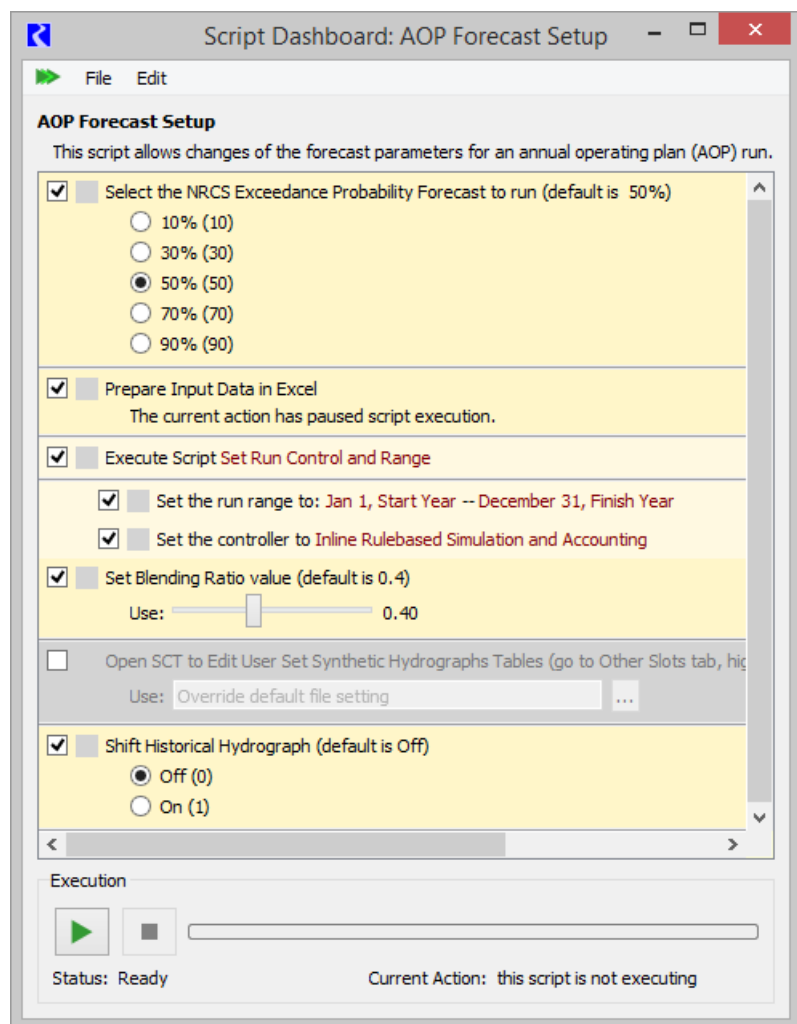 Script Dashboard: AOP Forecast Setup
File Edit
AOP Forecast Setup
This script allows changes of the forecast parameters for an annual operating plan (AOP) run.
Select the NRCS Exceedance Probability Forecast to run (default is 50%)
10% (10)
30% (30)
50% (50)
70% (70)
90% (90)
Prepare Input Data in Excel
The current action has paused script execution.
Execute Script Set Run Control and Range
Set the run range to: Jan 1, Start Year -- December 31, Finish Year
Set the controller to Inline Rulebased Simulation and Accounting
Set Blending Ratio value (default is 0.4)
Use: 0.40
Open SCT to Edit User Set Synthetic Hydrographs Tables (go to Other Slots tab, hig
Use: Override default file setting ...
Shift Historical Hydrograph (default is Off)
Off (0)
On (1)
Execution
Status: Ready Current Action: this script is not executing